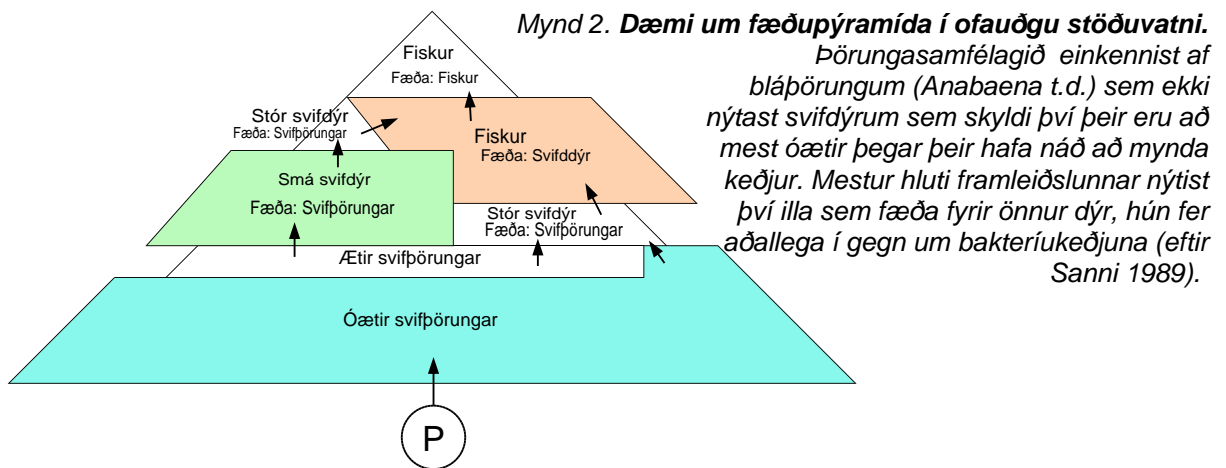 Mynd 2. Dæmi um fæðupýramída í ofauðgu stöðuvatni.
Þörungasamfélagið einkennist af
bláþörungum (Anabaena t.d.) sem ekki
nýtast svifdýrum sem skyldi því þeir eru að
mest óætir þegar þeir hafa náð að mynda
keðjur. Mestur hluti framleiðslunnar nýtist
því illa sem fæða fyrir önnur dýr, hún fer
aðallega í gegn um bakteríukeðjuna (eftir
Sanni 1989).
Fiskur
Fæða: Fiskur
Stór svifdýr
Fæða: Svifþörungar
Fiskur
Fæða: Svifddýr
Smá svifdýr
Fæða: Svifþörungar
Stór svifdýr
Fæða: Svifþörungar
Ætir svifþörungar
Óætir svifþörungar
P